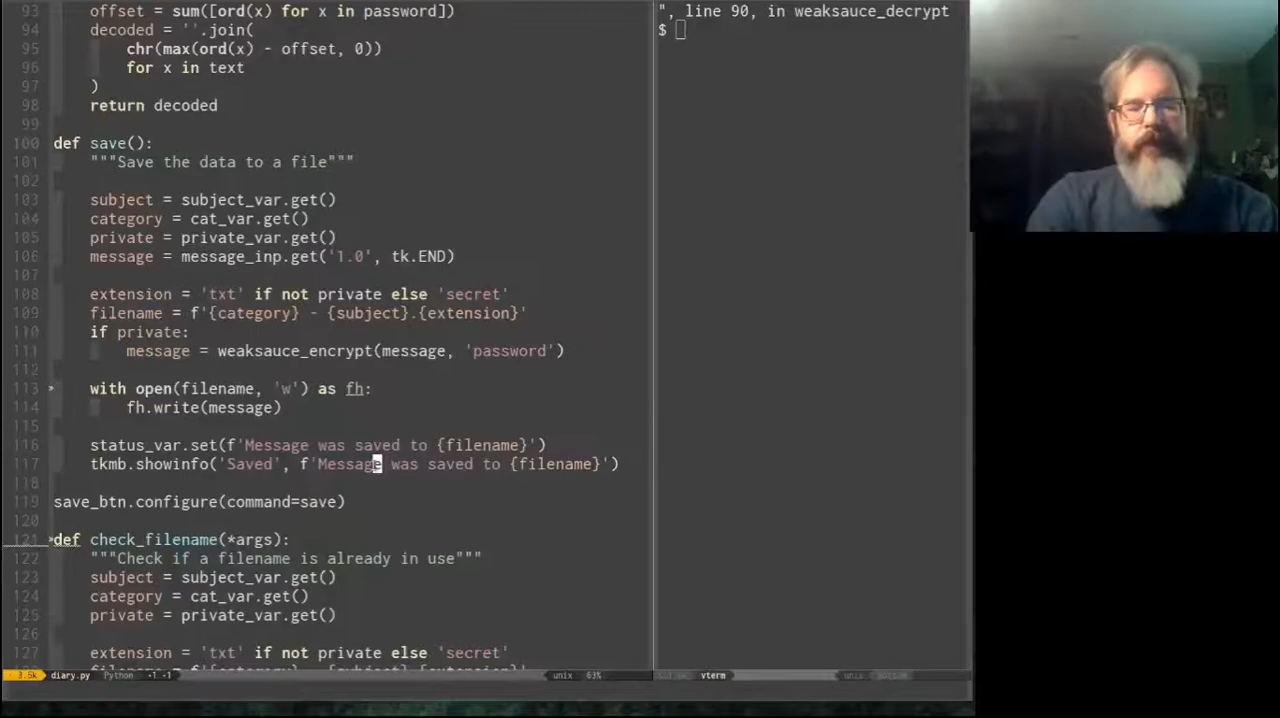 93 offset = sum([ord(x) for x in password])
94 decoded = ''.join(
95 chr(max(ord(x) - offset, 0))
96 for x in text
97 )
98 return decoded
99
100 def save():
101 """Save the data to a file"""
102
103 subject = subject_var.get()
104 category = cat_var.get()
105 private = private_var.get()
106 message = message_inp.get('1.0', tk.END)
107
108 extension = 'txt' if not private else 'secret'
109 filename = f'{category} - {subject}.{extension}'
110 if private:
111 message = weaksauce_encrypt(message, 'password')
112
113 with open(filename, 'w') as fh:
114 fh.write(message)
115
116 status_var.set(f'Message was saved to {filename}')
117 tkmb.showinfo('Saved', f'Message was saved to {filename}')
118
119 save_btn.configure(command=save)
120
121 def check_filename(*args):
122 """Check if a filename is already in use"""
123 subject = subject_var.get()
124 category = cat_var.get()
125 private = private_var.get()
126
127 extension = 'txt' if not private else 'secret'
3.5k diary.py Python -1 -1 unix 63%
", line 90, in weaksauce_decrypt
$
vterm unix